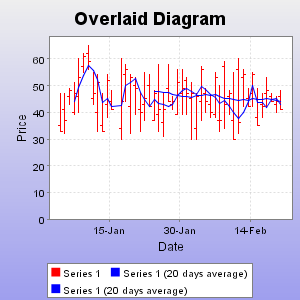 Overlaid Diagram
Price
60
50
40
30
20
10
0
15-Jan
30-Jan
14-Feb
Date
Series 1
Series 1 (20 days average)
Series 1 (20 days average)